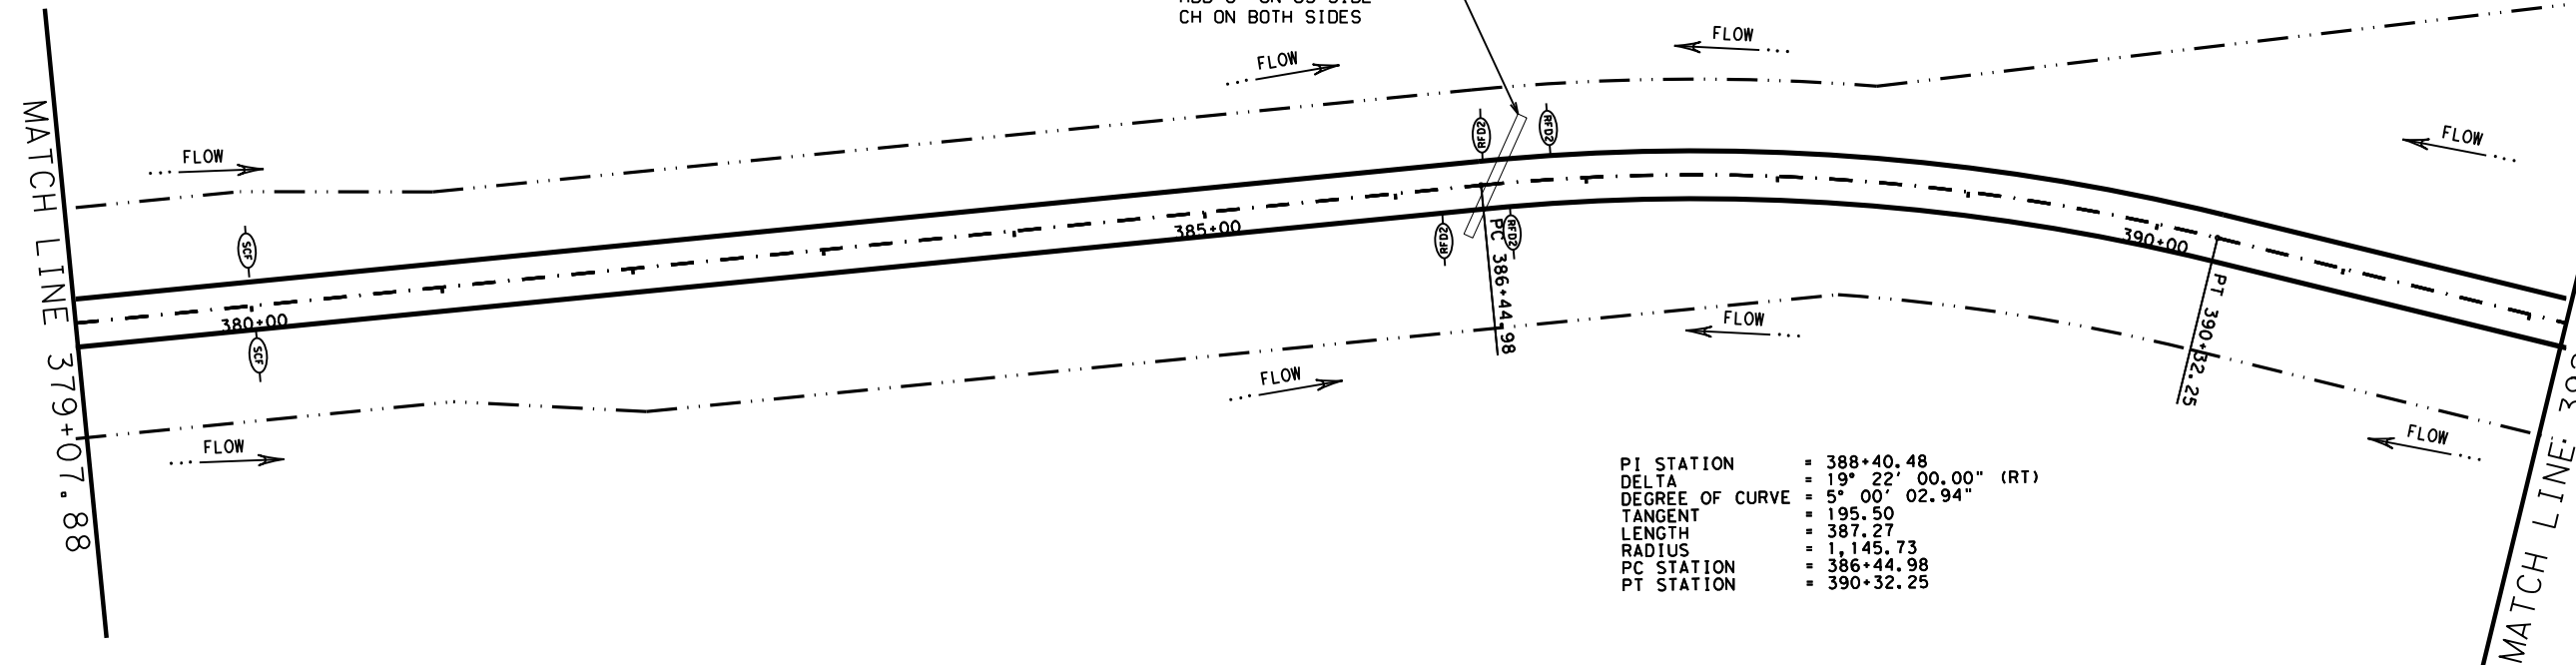 CH ON BOTH SIDES
FLOW
FLOW
FLOW
FLOW
MATCH LINE 379+07.88
RFD2
RFD2
SCF
385+00
RFD2
RFD2
390+00
380+00
PC 386+44.98
PT 390+32.25
SCF
FLOW
FLOW
FLOW
FLOW
MATCH LINE
PI STATION = 388+40.48
DELTA = 19° 22' 00.00" (RT)
DEGREE OF CURVE = 5° 00' 02.94"
TANGENT = 195.50
LENGTH = 387.27
RADIUS = 1,145.73
PC STATION = 386+44.98
PT STATION = 390+32.25